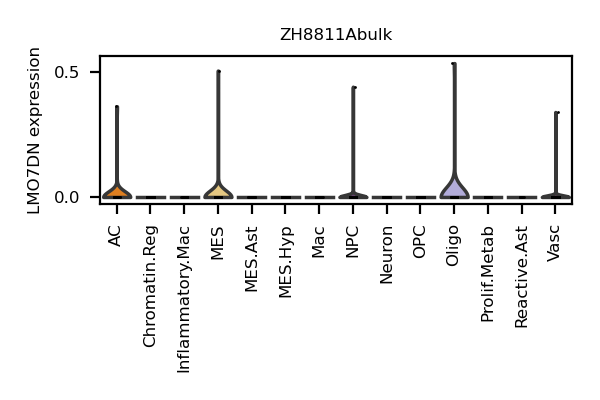 ZH8811Abulk
LMO7DN expression
0.5
0.0
AC
Chromatin.Reg
Inflammatory.Mac
MES
MES.Ast
MES.Hyp
Mac
NPC
Neuron
OPC
Oligo
Prolif.Metab
Reactive.Ast
Vasc